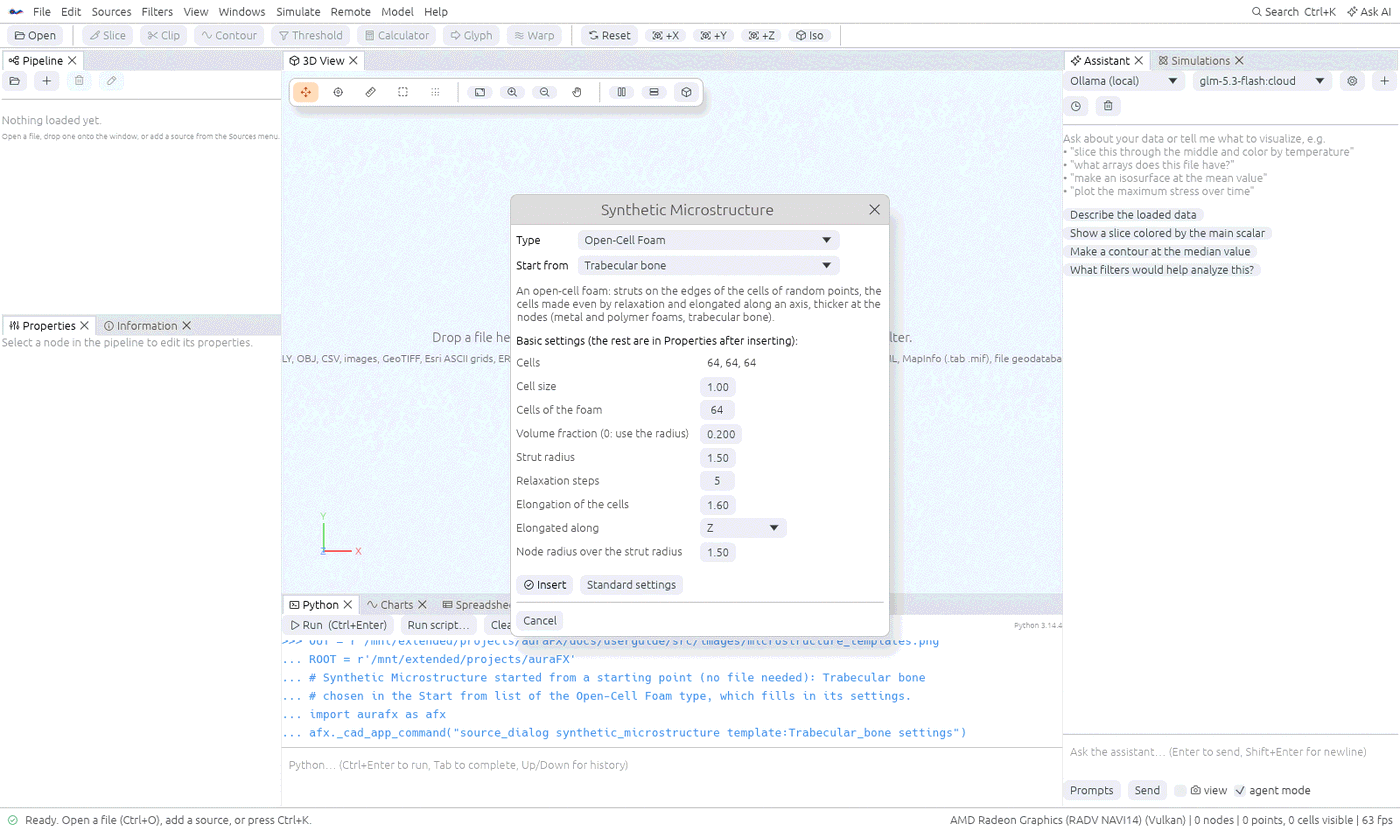 File Edit Sources Filters View Windows Simulate Remote Model Help Search Ctrl+K Ask AI
Open Slice Clip Contour Threshold Calculator Glyph Warp Reset +X +Y +Z Iso
Pipeline
3D View
Assistant Simulations
Ollama (local) glm-5.3-flash:cloud
Nothing loaded yet.
Open a file, drop one onto the window, or add a source from the Sources menu.
Ask about your data or tell me what to visualize, e.g.
• "slice this through the middle and color by temperature"
• "what arrays does this file have?"
• "make an isosurface at the mean value"
• "plot the maximum stress over time"
Describe the loaded data
Show a slice colored by the main scalar
Make a contour at the median value
What filters would help analyze this?
Synthetic Microstructure
Type Open-Cell Foam
Start from Trabecular bone
An open-cell foam: struts on the edges of the cells of random points, the
cells made even by relaxation and elongated along an axis, thicker at the
nodes (metal and polymer foams, trabecular bone).
Basic settings (the rest are in Properties after inserting):
Cells 64, 64, 64
Cell size 1.00
Cells of the foam 64
Volume fraction (0: use the radius) 0.200
Strut radius 1.50
Relaxation steps 5
Elongation of the cells 1.60
Elongated along Z
Node radius over the strut radius 1.50
Insert Standard settings
Cancel
Properties Information
Select a node in the pipeline to edit its properties.
Drop a file he
lter.
LY, OBJ, CSV, images, GeoTIFF, Esri ASCII grids, ER
L, MapInfo (.tab .mif), file geodataba
Y
Z X
Python Charts Spreadshe
Run (Ctrl+Enter) Run script... Clea
Python 3.14.4
>>> OUT = r'/mnt/extended/projects/auraFX/docs/userguide/src/images/microstructure_templates.png
... ROOT = r'/mnt/extended/projects/auraFX'
... # Synthetic Microstructure started from a starting point (no file needed): Trabecular bone
... # chosen in the Start from list of the Open-Cell Foam type, which fills in its settings.
... import aurafx as afx
... afx._cad_app_command("source_dialog synthetic_microstructure template:Trabecular_bone settings")
Python... (Ctrl+Enter to run, Tab to complete, Up/Down for history)
Ask the assistant... (Enter to send, Shift+Enter for newline)
Prompts Send view agent mode
Ready. Open a file (Ctrl+O), add a source, or press Ctrl+K.
AMD Radeon Graphics (RADV NAVI14) (Vulkan) | 0 nodes | 0 points, 0 cells visible | 63 fps